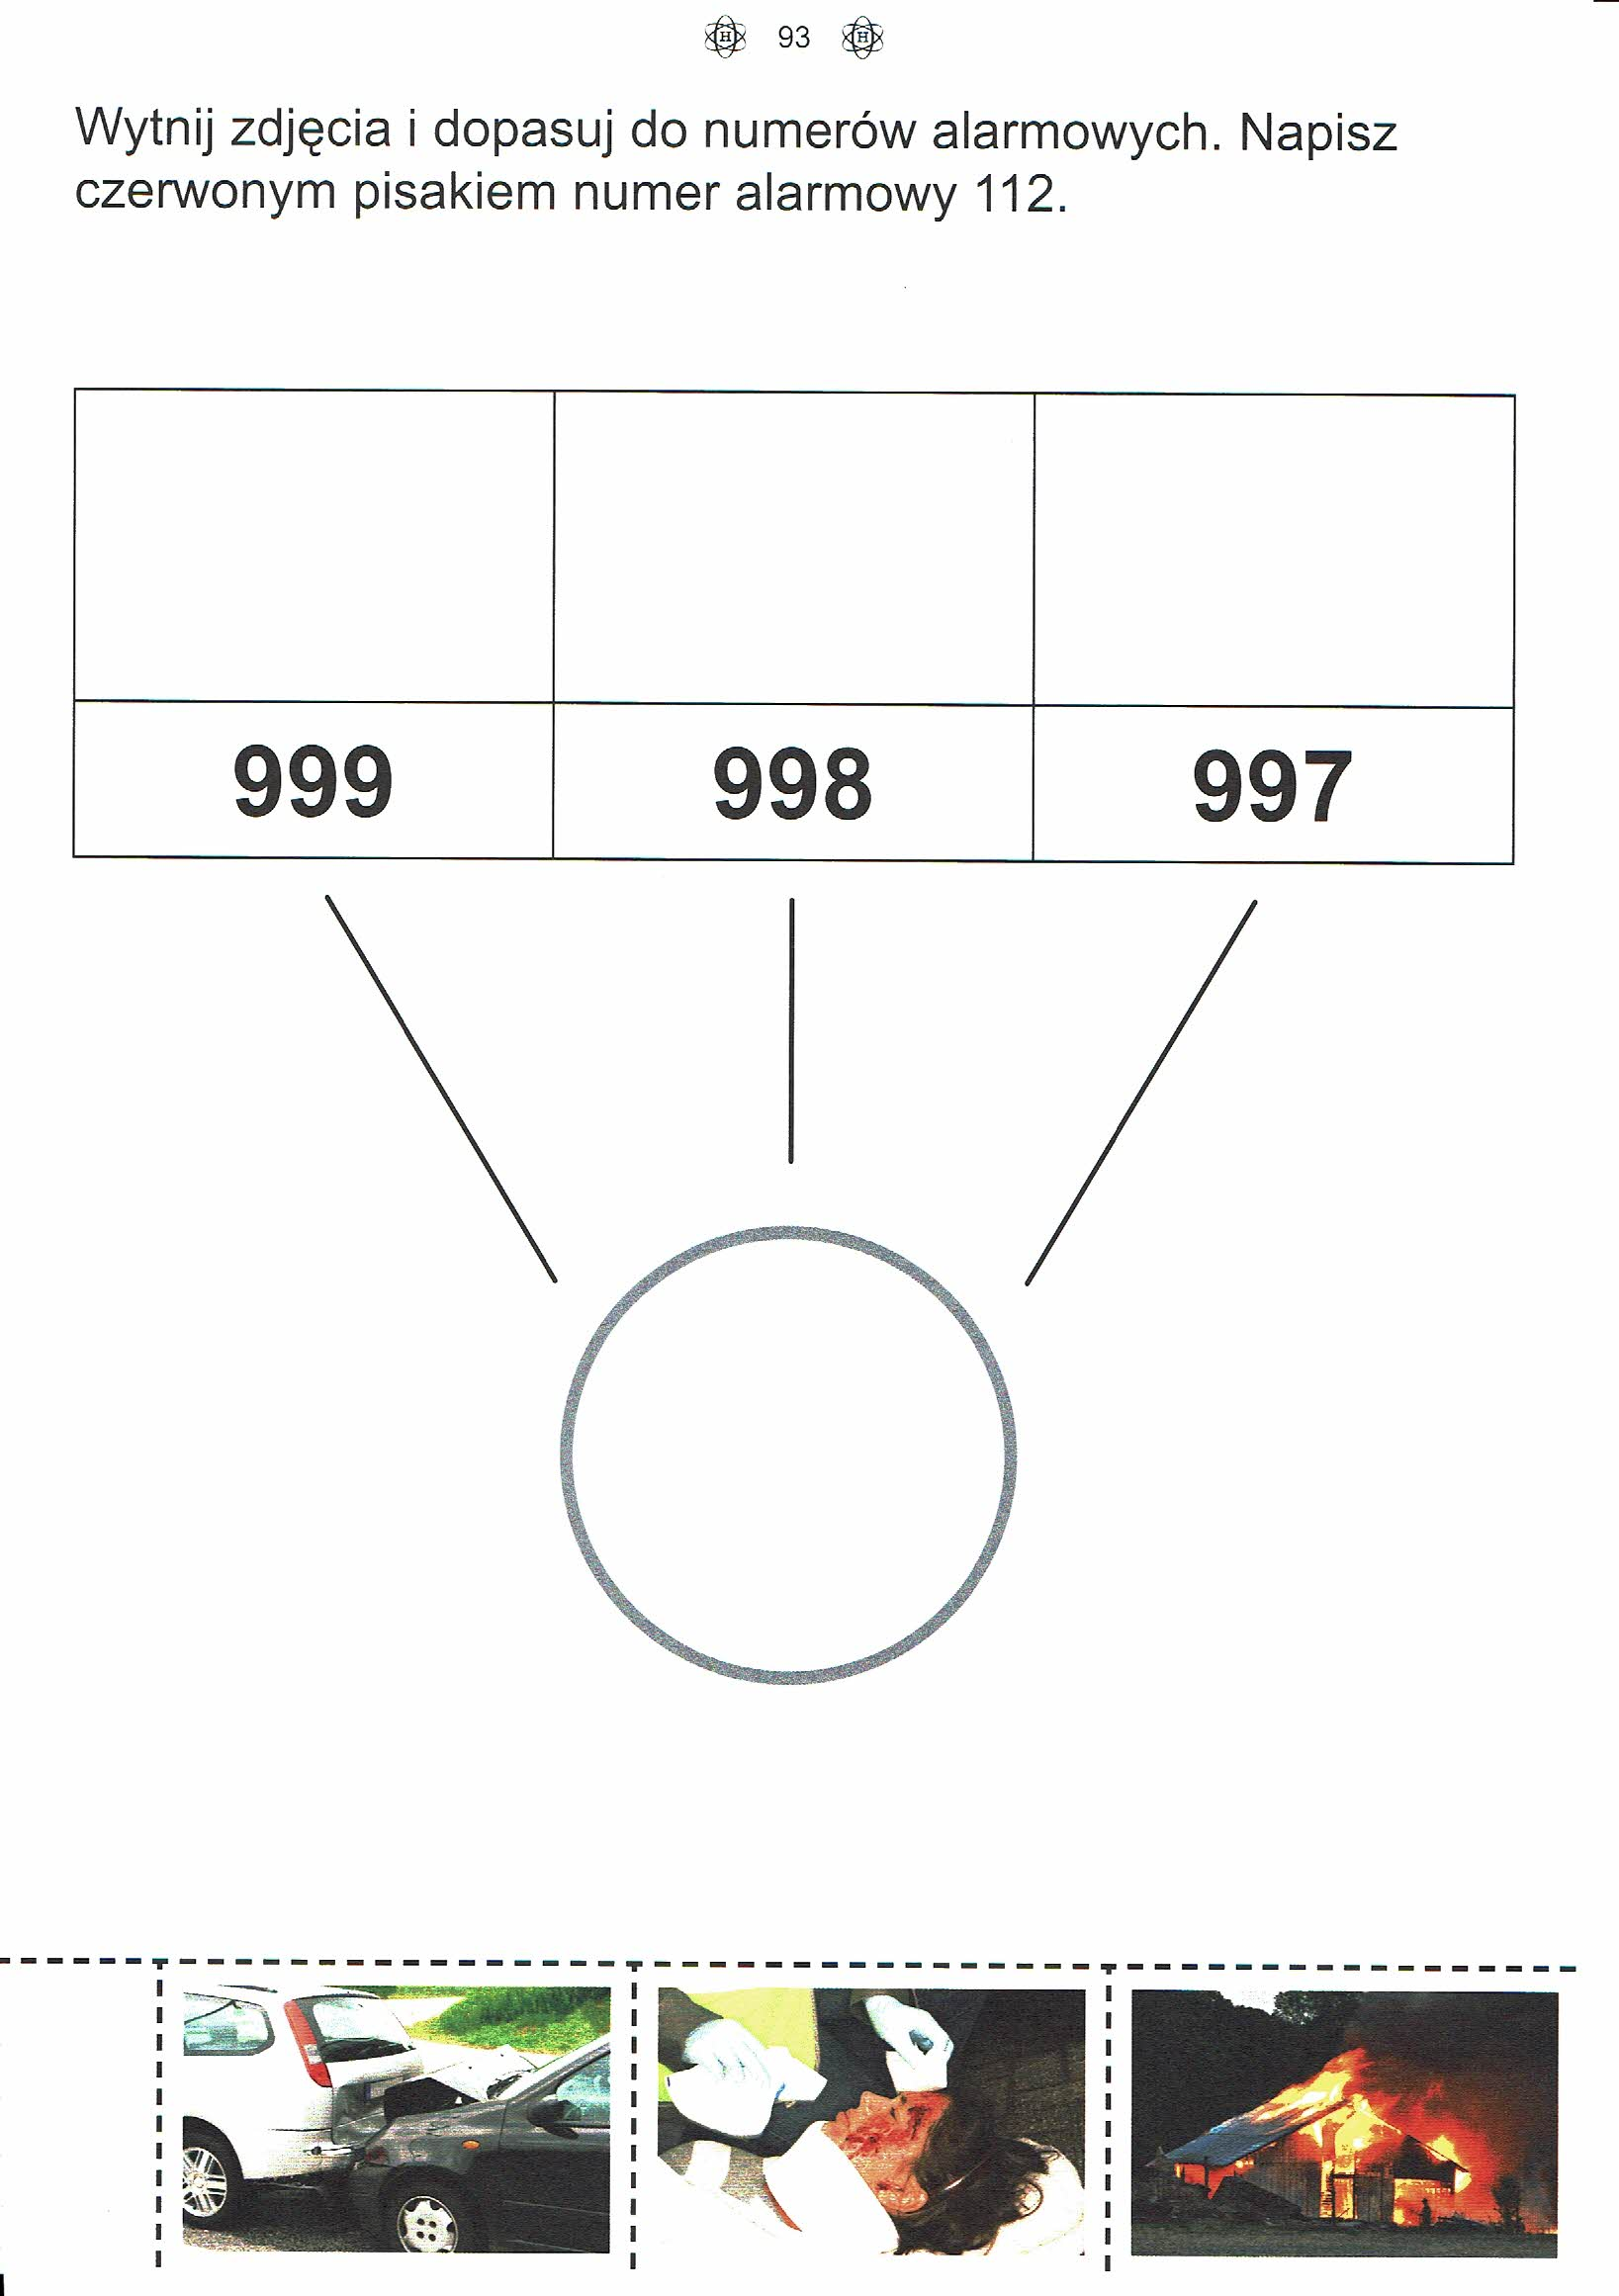 H 93 H
Wytnij zdjęcia i dopasuj do numerów alarmowych. Napisz
czerwonym pisakiem numer alarmowy 112.
999 998 997